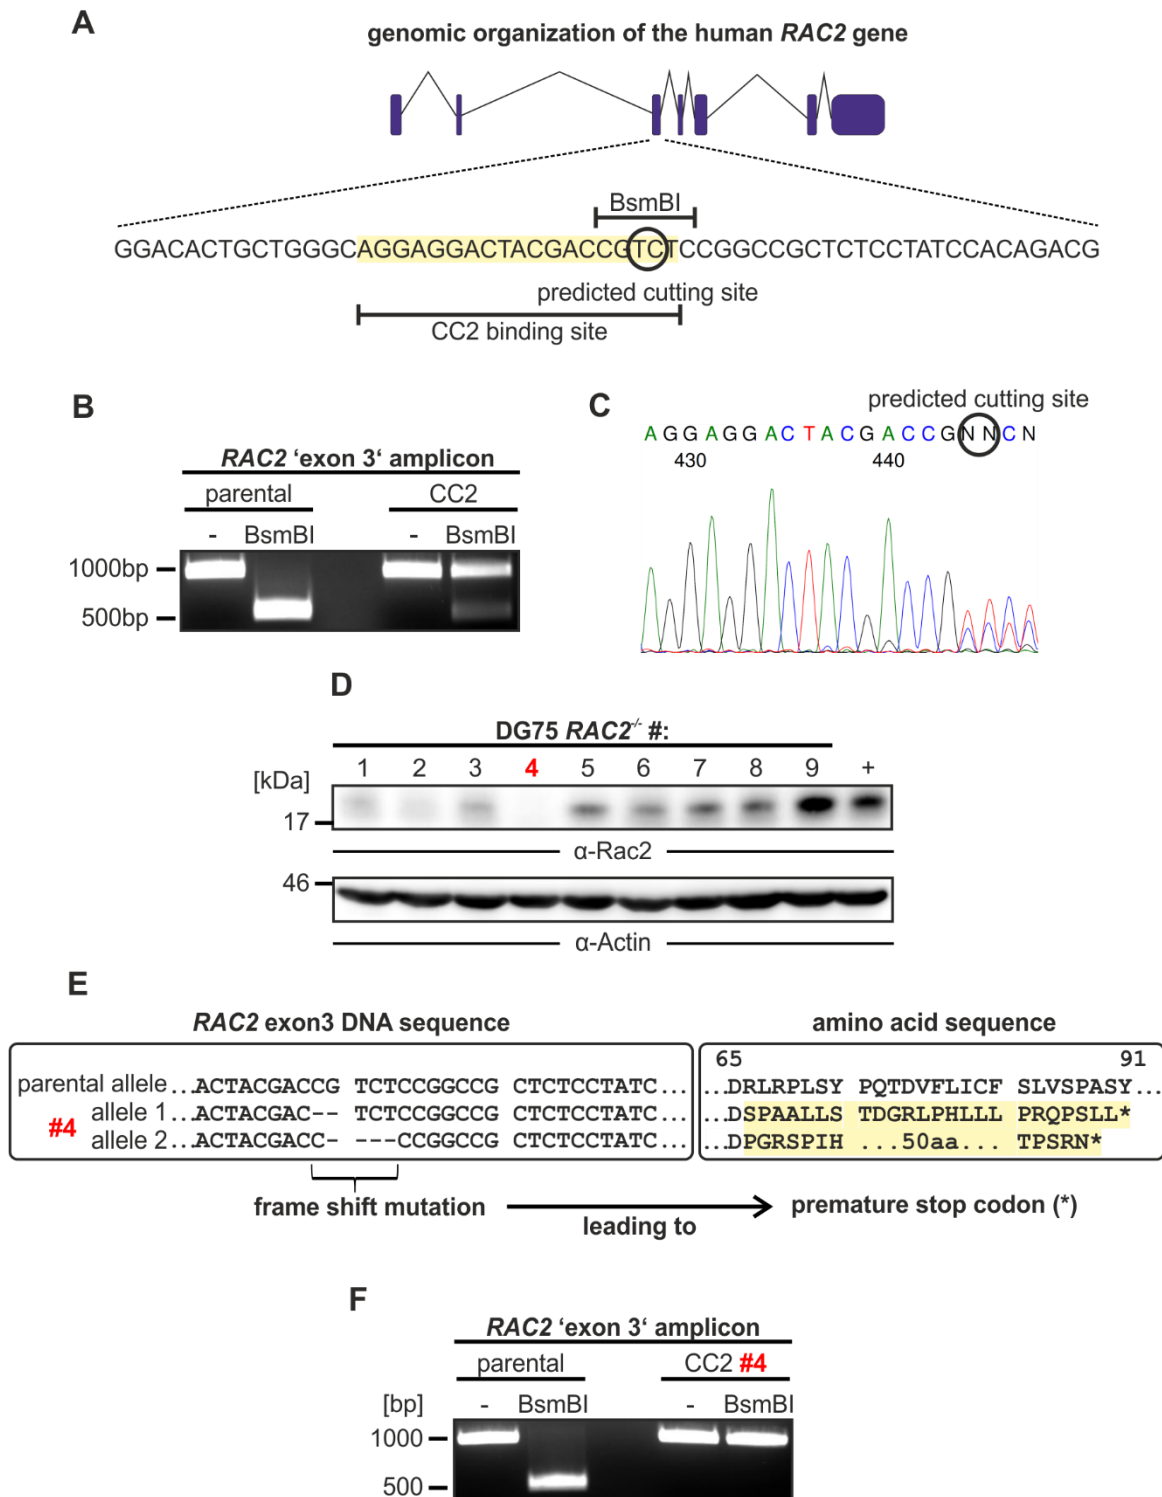 A
genomic organization of the human RAC2 gene
BsmBI
GGACACTGCTGGGCAGGAGGACTACGACCGTCTCCGGCCGCTCTCCTATCCACAGACG
predicted cutting site
CC2 binding site
B
RAC2 ‘exon 3‘ amplicon
parental CC2
- BsmBI - BsmBI
1000bp
500bp
C
predicted cutting site
AGGAGGACTACGACCGNNCN
430 440
D
DG75 RAC2-/- #:
[kDa] 1 2 3 4 5 6 7 8 9 +
17
α-Rac2
46
α-Actin
E
RAC2 exon3 DNA sequence amino acid sequence
65 91
parental allele ...ACTACGACCG TCTCCGGCCG CTCTCCTATC... ...DRLRPLSY PQTDVFLICF SLVSPASY...
#4 allele 1 ...ACTACGAC-- TCTCCGGCCG CTCTCCTATC... ...DSPAALLS TDGRLPHLLL PRQPSLL*
allele 2 ...ACTACGACC- ---CCGGCCG CTCTCCTATC... ...DPGRSPIH ...50aa... TPSRN*
frame shift mutation leading to premature stop codon (*)
F
RAC2 ‘exon 3‘ amplicon
parental CC2 #4
[bp] - BsmBI - BsmBI
1000
500